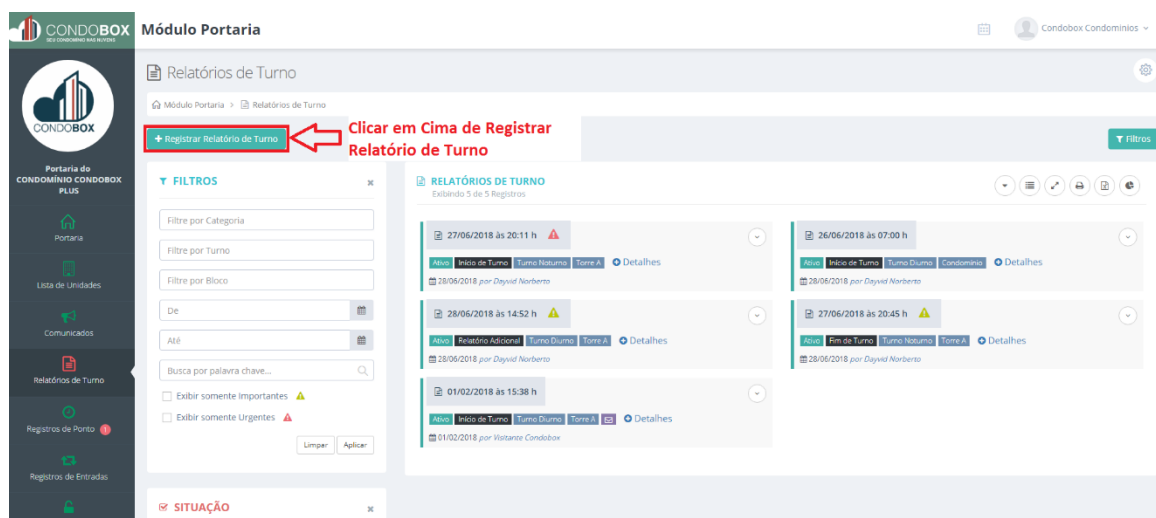 CONDOBOX
SEU CONDOMÍNIO NAS NUVENS
Módulo Portaria
Condobox Condominios
CONDOBOX
Portaria do
CONDOMÍNIO CONDOBOX
PLUS
Portaria
Lista de Unidades
Comunicados
Relatórios de Turno
Registros de Ponto 1
Registros de Entradas
Relatórios de Turno
Módulo Portaria > Relatórios de Turno
+ Registrar Relatório de Turno
Clicar em Cima de Registrar
Relatório de Turno
Filtros
FILTROS
Filtre por Categoria
Filtre por Turno
Filtre por Bloco
De
Até
Busca por palavra chave...
Exibir somente Importantes
Exibir somente Urgentes
Limpar Aplicar
SITUAÇÃO
RELATÓRIOS DE TURNO
Exibindo 5 de 5 Registros
27/06/2018 às 20:11 h
Ativo Início de Turno Turno Noturno Torre A Detalhes
28/06/2018 por Dayvid Norberto
26/06/2018 às 07:00 h
Ativo Início de Turno Turno Diurno Condomínio Detalhes
28/06/2018 por Dayvid Norberto
28/06/2018 às 14:52 h
Ativo Relatório Adicional Turno Diurno Torre A Detalhes
28/06/2018 por Dayvid Norberto
27/06/2018 às 20:45 h
Ativo Fim de Turno Turno Noturno Torre A Detalhes
28/06/2018 por Dayvid Norberto
01/02/2018 às 15:38 h
Ativo Início de Turno Turno Diurno Torre A Detalhes
01/02/2018 por Visitante Condobox